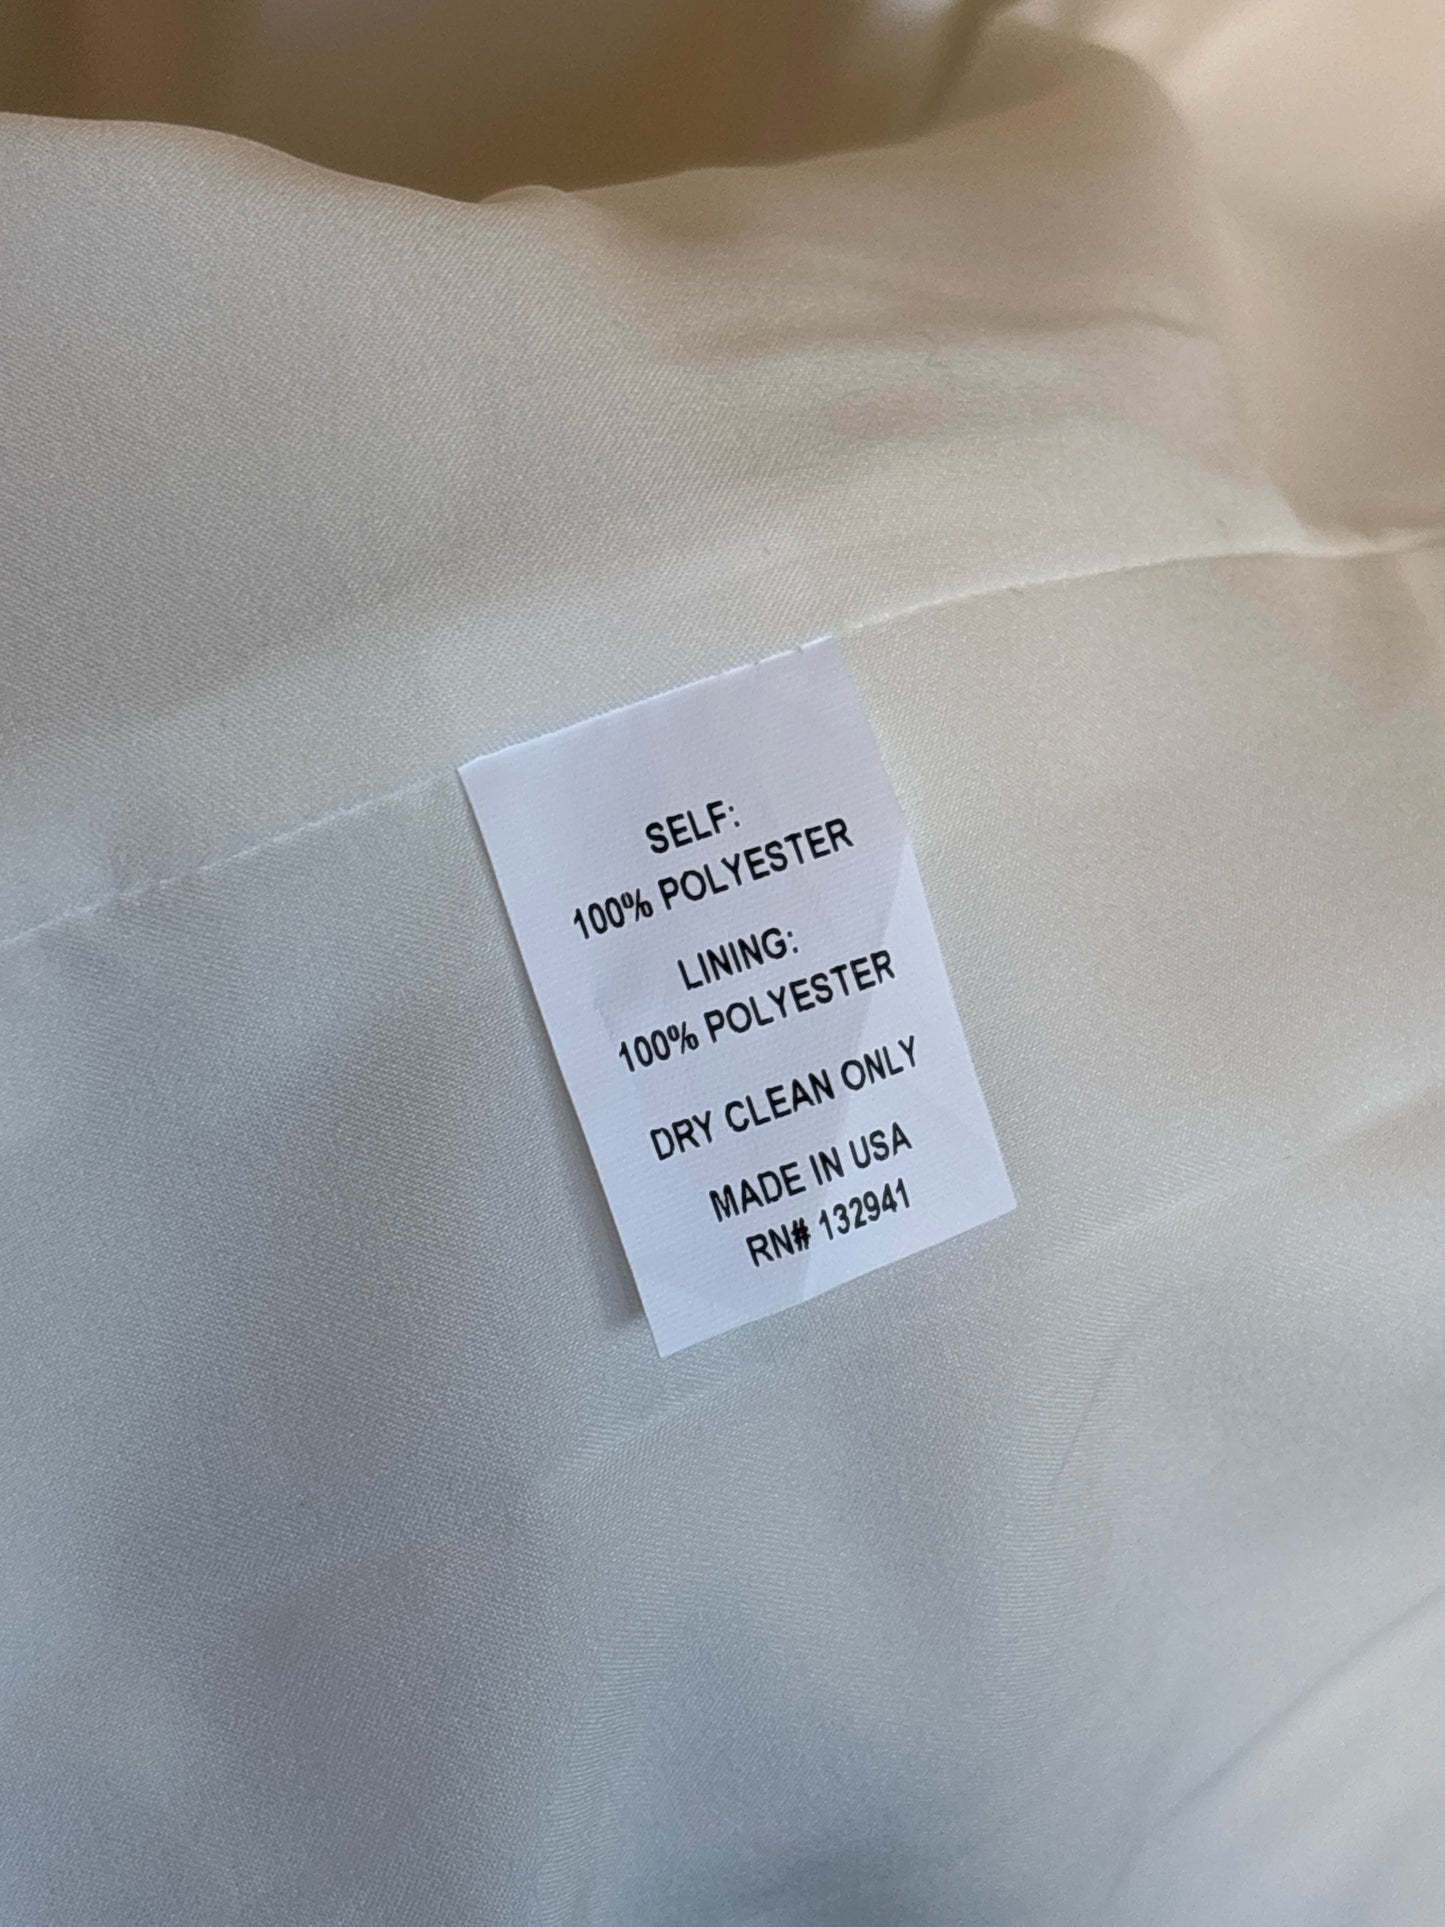 SELF:
100% POLYESTER
LINING:
100% POLYESTER
DRY CLEAN ONLY
MADE IN USA
RN# 132941